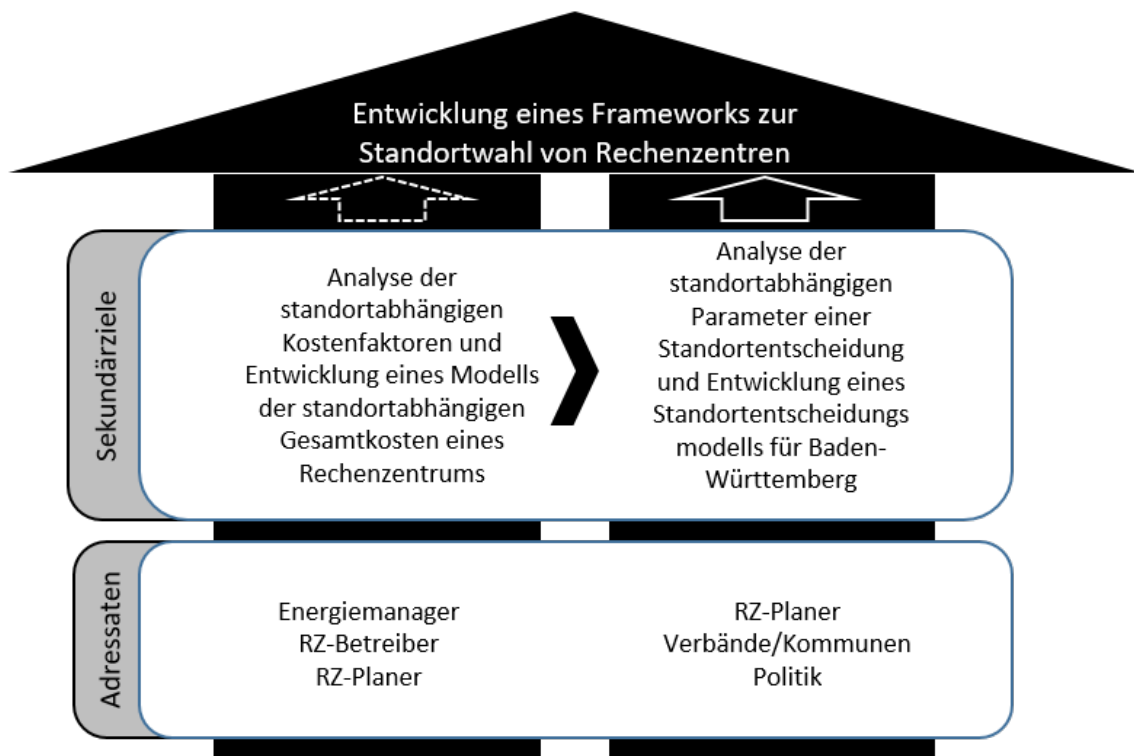 Entwicklung eines Frameworks zur
Standortwahl von Rechenzentren
Sekundärziele
Analyse der
standortabhängigen
Kostenfaktoren und
Entwicklung eines Modells
der standortabhängigen
Gesamtkosten eines
Rechenzentrums
Analyse der
standortabhängigen
Parameter einer
Standortentscheidung
und Entwicklung eines
Standortentscheidungs
modells für Baden-
Württemberg
Adressaten
Energiemanager
RZ-Betreiber
RZ-Planer
RZ-Planer
Verbände/Kommunen
Politik